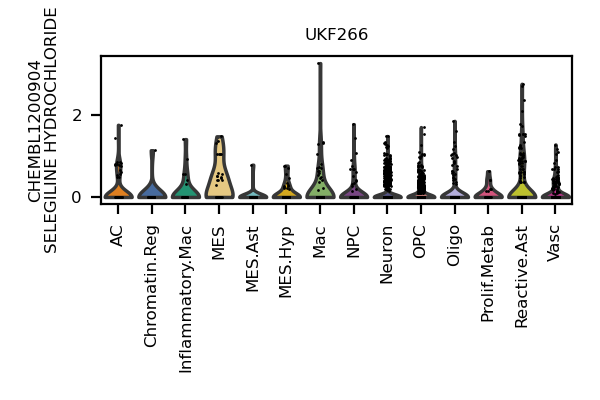 UKF266
CHEMBL1200904
SELEGILINE HYDROCHLORIDE
2
0
AC
Chromatin.Reg
Inflammatory.Mac
MES
MES.Ast
MES.Hyp
Mac
NPC
Neuron
OPC
Oligo
Prolif.Metab
Reactive.Ast
Vasc